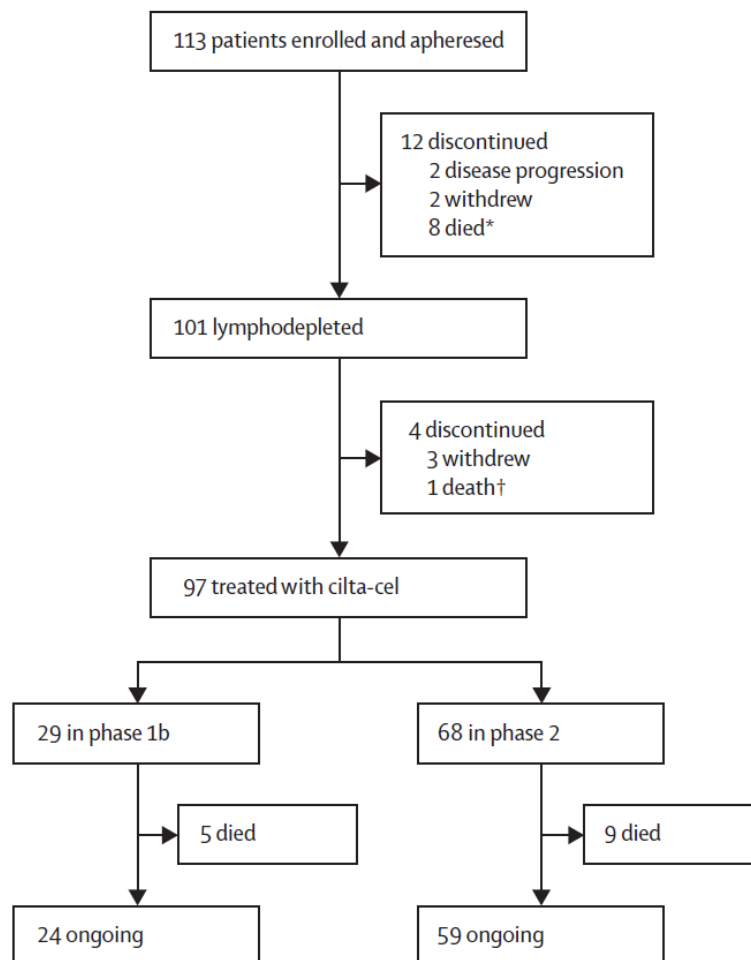 113 patients enrolled and apheresed
12 discontinued
2 disease progression
2 withdrew
8 died*
101 lymphodepleted
4 discontinued
3 withdrew
1 death†
97 treated with cilta-cel
29 in phase 1b
68 in phase 2
5 died
9 died
24 ongoing
59 ongoing